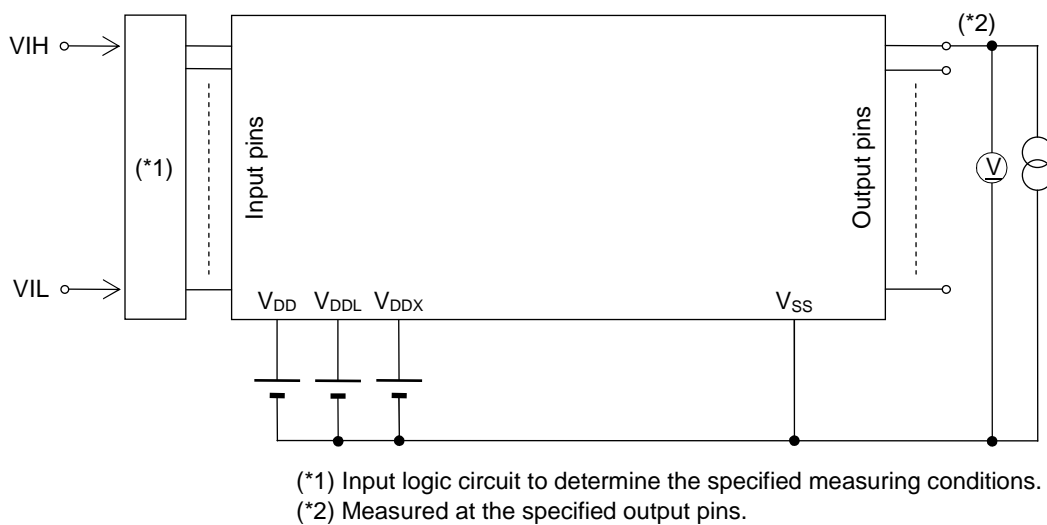 (*2)
VIH
(*1)
Input pins
Output pins
V
VIL
VDD VDDL VDDX VSS
(*1) Input logic circuit to determine the specified measuring conditions.
(*2) Measured at the specified output pins.